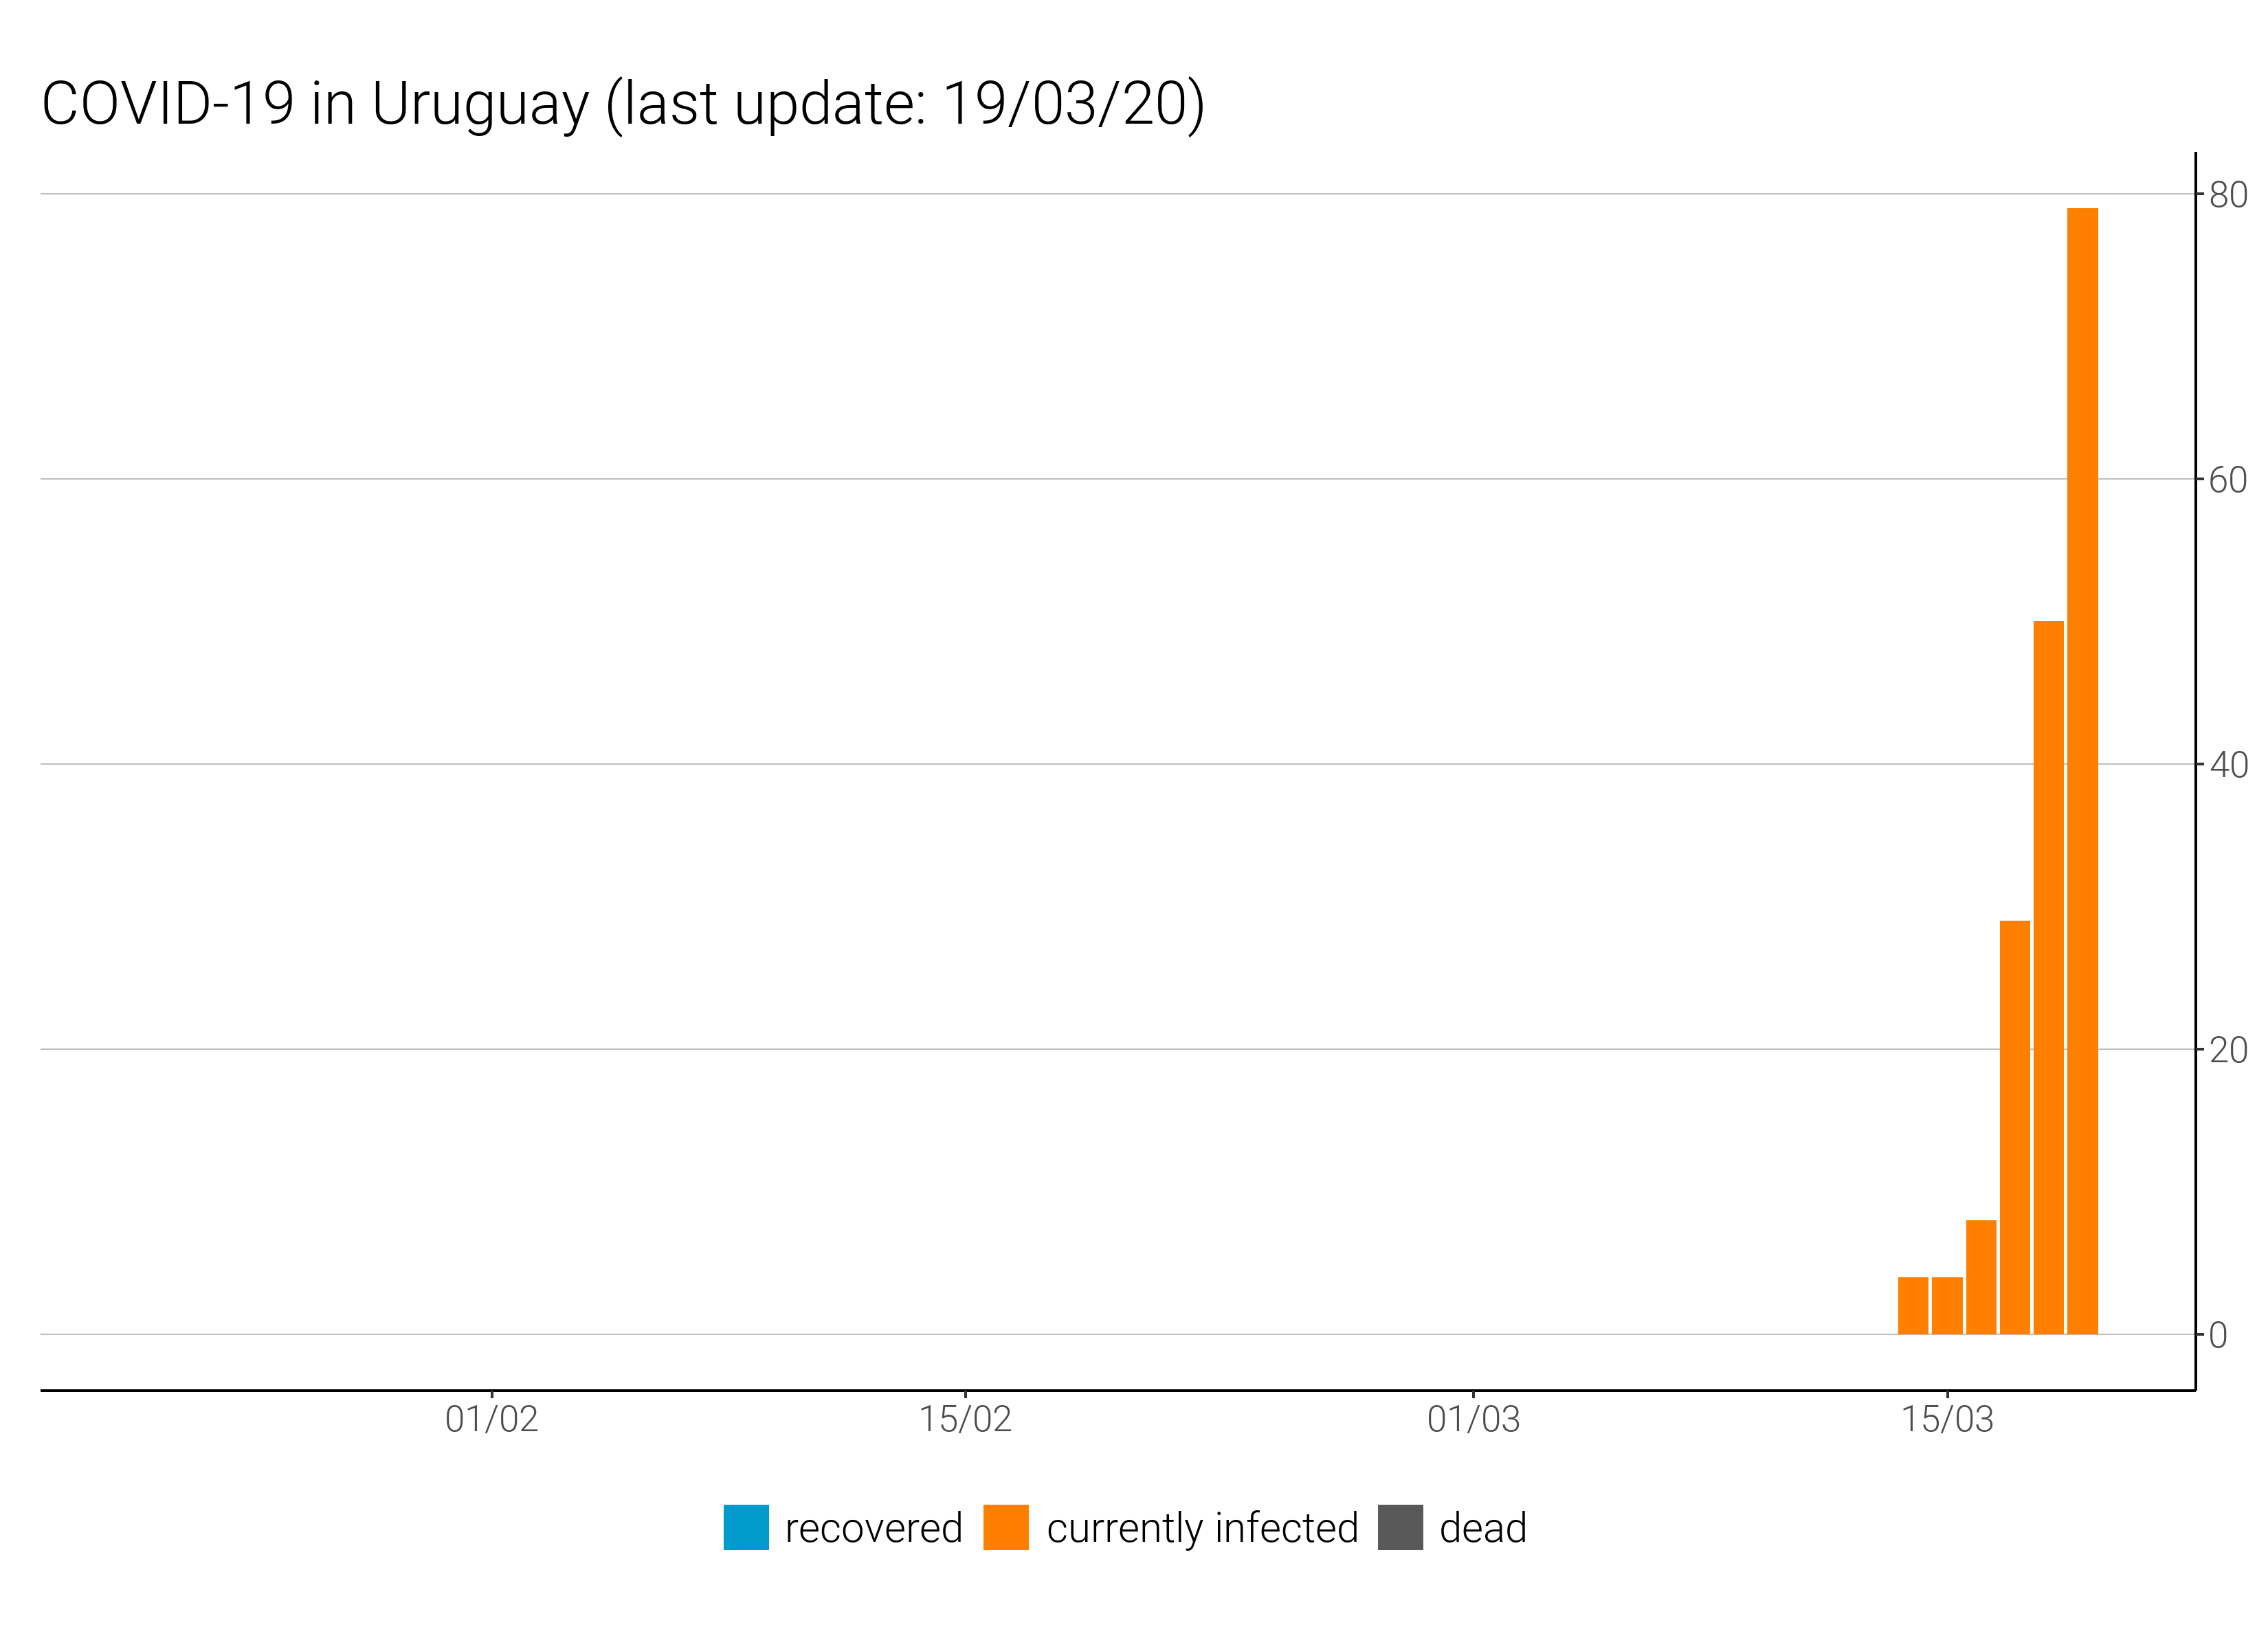 COVID-19 in Uruguay (last update: 19/03/20)
80
60
40
20
0
01/02 15/02 01/03 15/03
recovered currently infected dead